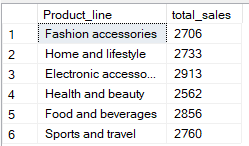 Product_line total_sales
1 Fashion accessories 2706
2 Home and lifestyle 2733
3 Electronic accesso... 2913
4 Health and beauty 2562
5 Food and beverages 2856
6 Sports and travel 2760